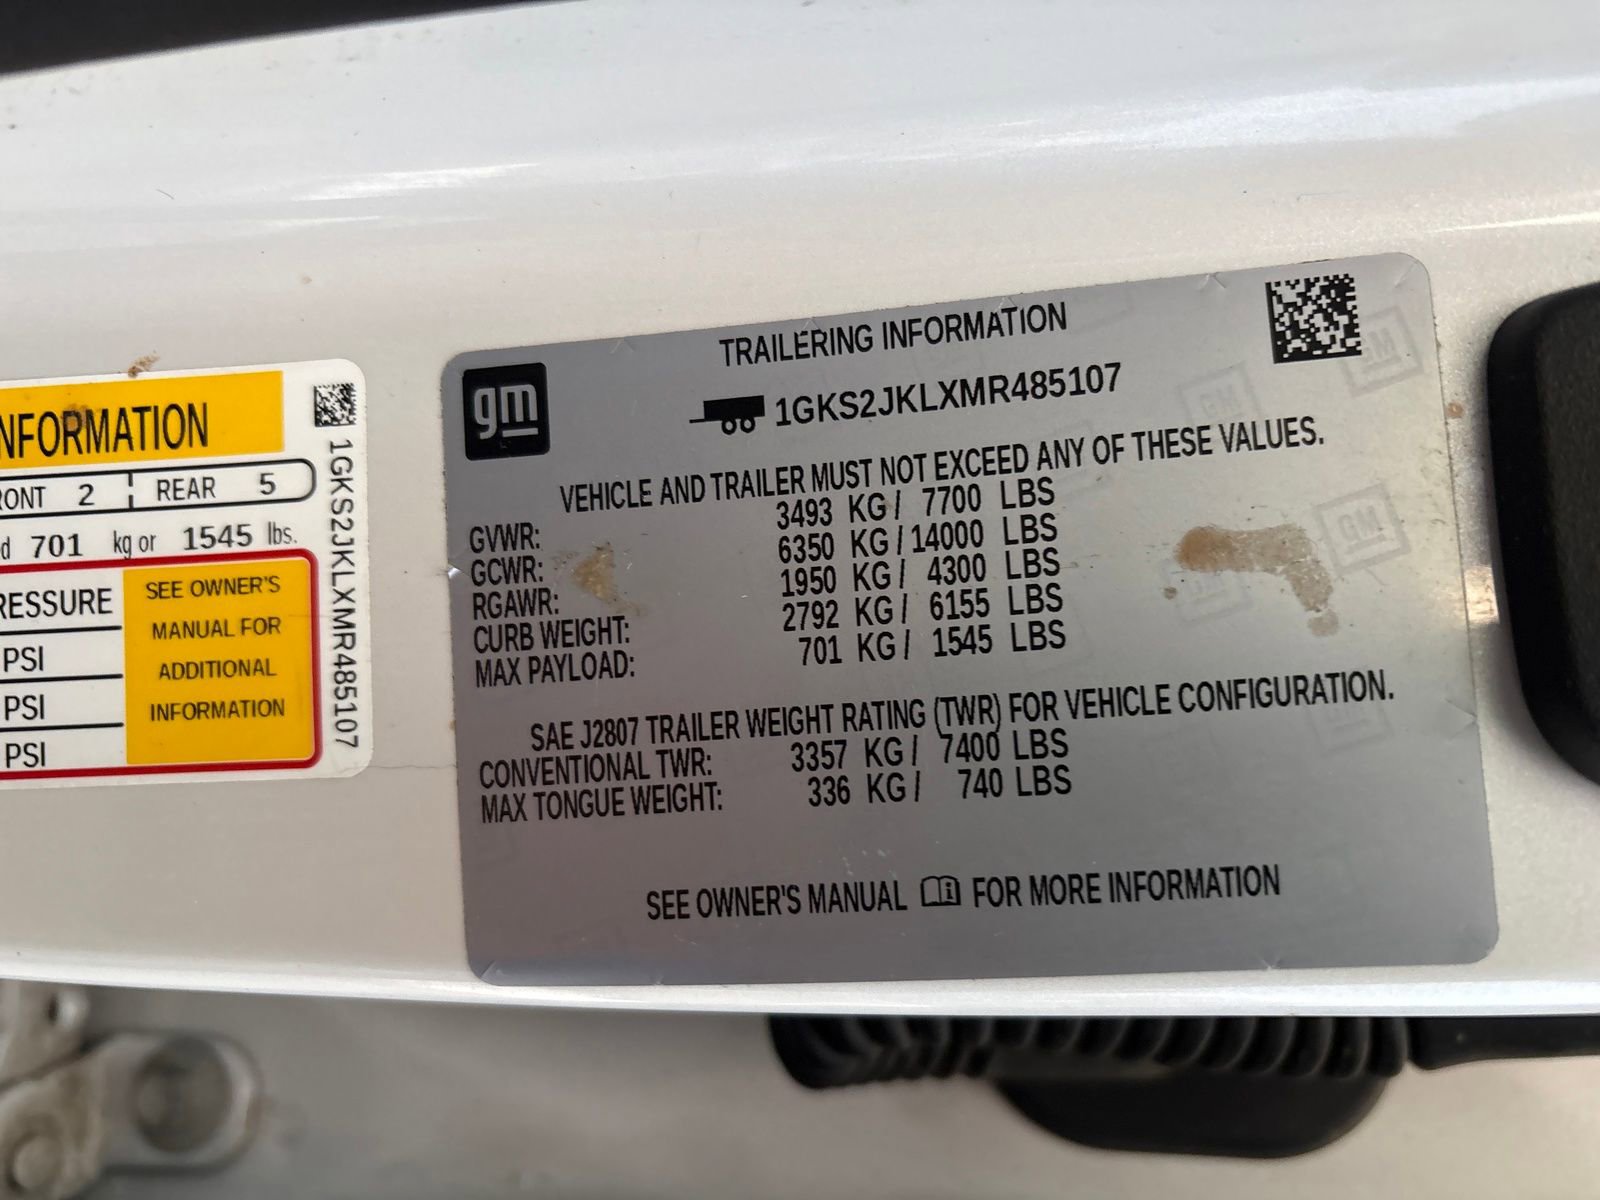 NFORMATION
RONT 2 REAR 5
d 701 kg or 1545 lbs.
RESSURE
PSI
PSI
PSI
SEE OWNER'S
MANUAL FOR
ADDITIONAL
INFORMATION
1GKS2JKLXMR485107
gm
TRAILERING INFORMATION
1GKS2JKLXMR485107
VEHICLE AND TRAILER MUST NOT EXCEED ANY OF THESE VALUES.
GVWR: 3493 KG / 7700 LBS
GCWR: 6350 KG / 14000 LBS
RGAWR: 1950 KG / 4300 LBS
CURB WEIGHT: 2792 KG / 6155 LBS
MAX PAYLOAD: 701 KG / 1545 LBS
SAE J2807 TRAILER WEIGHT RATING (TWR) FOR VEHICLE CONFIGURATION.
CONVENTIONAL TWR: 3357 KG / 7400 LBS
MAX TONGUE WEIGHT: 336 KG / 740 LBS
SEE OWNER'S MANUAL FOR MORE INFORMATION
GM
GM
GM